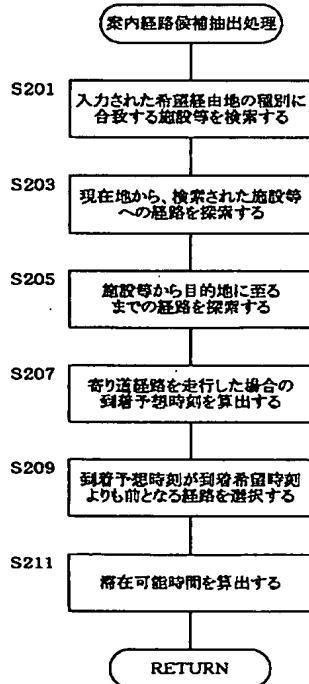 案内経路候補抽出処理
S201
入力された希望経由地の種別に
合致する施設等を検索する
S203
現在地から、検索された施設等
への経路を探索する
S205
施設等から目的地に至る
までの経路を探索する
S207
寄り道経路を走行した場合の
到着予想時刻を算出する
S209
到着予想時刻が到着希望時刻
よりも前となる経路を選択する
S211
滞在可能時間を算出する
RETURN